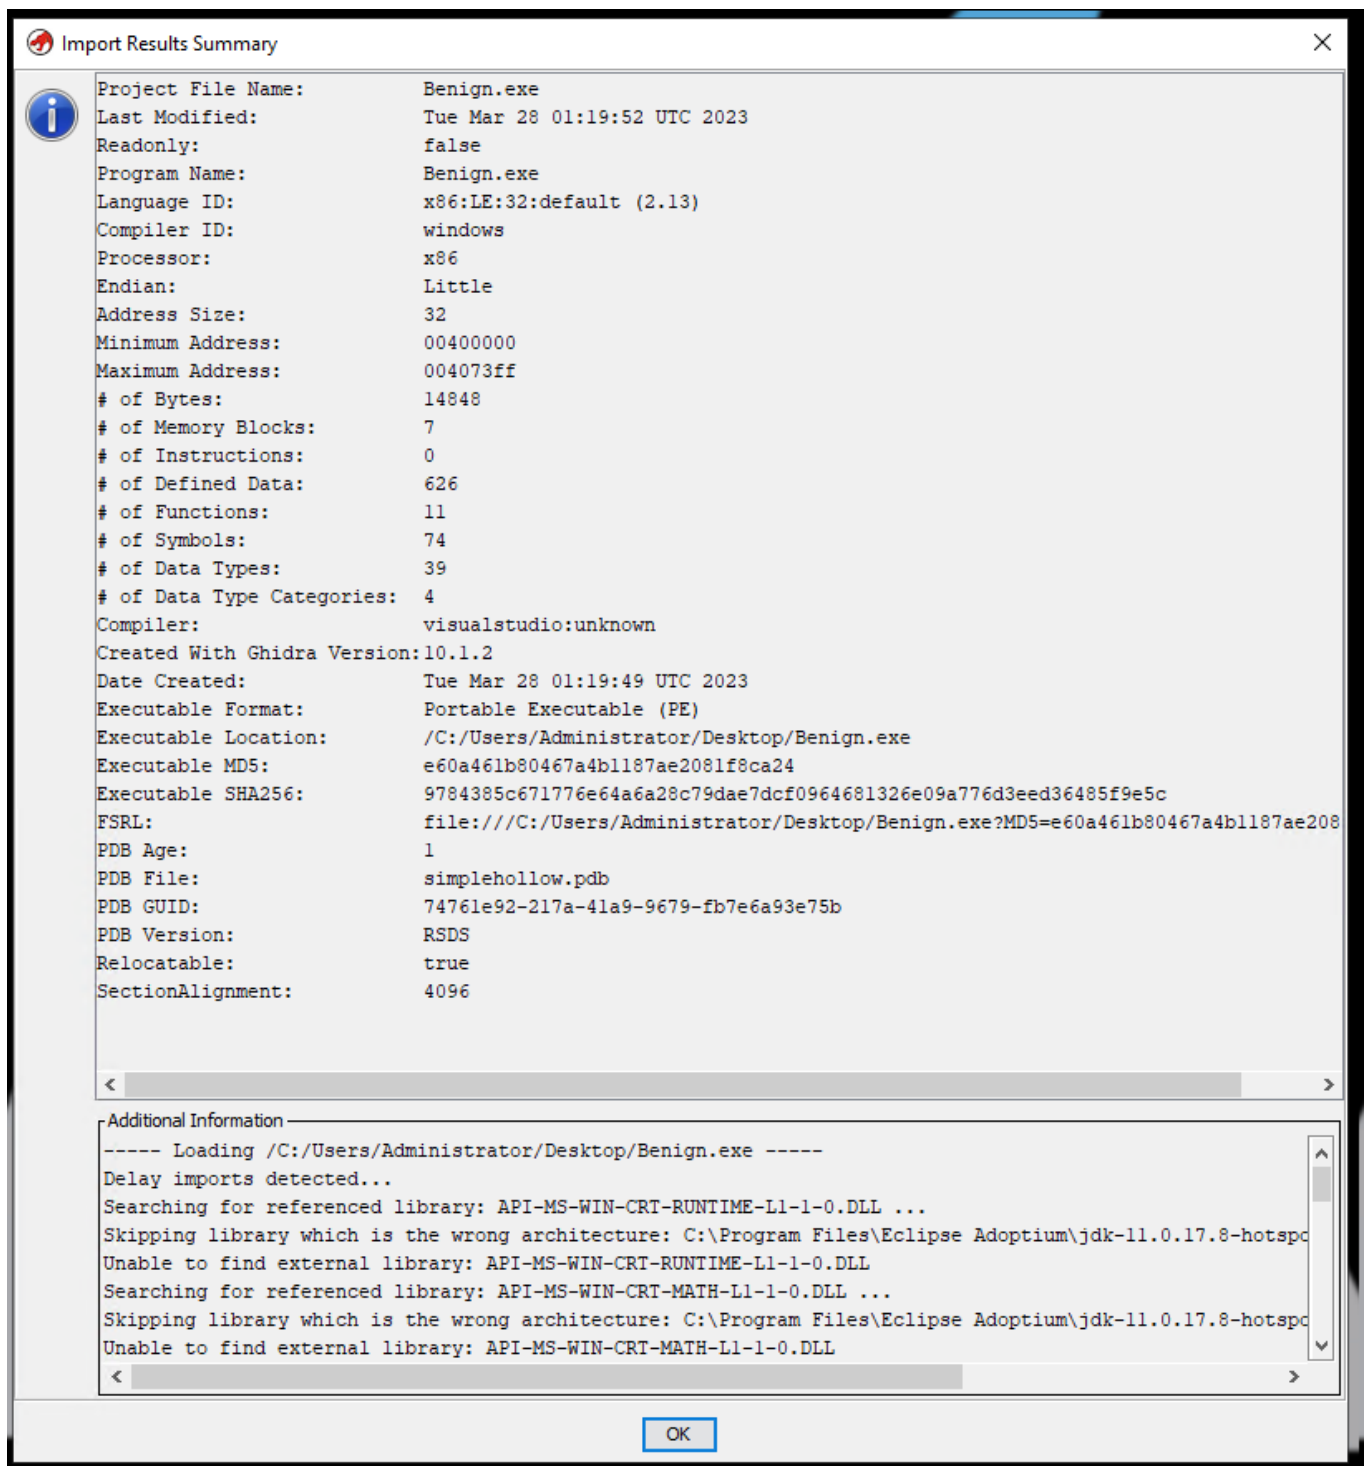 Import Results Summary
Project File Name: Benign.exe
Last Modified: Tue Mar 28 01:19:52 UTC 2023
Readonly: false
Program Name: Benign.exe
Language ID: x86:LE:32:default (2.13)
Compiler ID: windows
Processor: x86
Endian: Little
Address Size: 32
Minimum Address: 00400000
Maximum Address: 004073ff
# of Bytes: 14848
# of Memory Blocks: 7
# of Instructions: 0
# of Defined Data: 626
# of Functions: 11
# of Symbols: 74
# of Data Types: 39
# of Data Type Categories: 4
Compiler: visualstudio:unknown
Created With Ghidra Version: 10.1.2
Date Created: Tue Mar 28 01:19:49 UTC 2023
Executable Format: Portable Executable (PE)
Executable Location: /C:/Users/Administrator/Desktop/Benign.exe
Executable MD5: e60a461b80467a4b1187ae2081f8ca24
Executable SHA256: 9784385c671776e64a6a28c79dae7dcf0964681326e09a776d3eed36485f9e5c
FSRL: file:///C:/Users/Administrator/Desktop/Benign.exe?MD5=e60a461b80467a4b1187ae208
PDB Age: 1
PDB File: simplehollow.pdb
PDB GUID: 74761e92-217a-41a9-9679-fb7e6a93e75b
PDB Version: RSDS
Relocatable: true
SectionAlignment: 4096
Additional Information
----- Loading /C:/Users/Administrator/Desktop/Benign.exe -----
Delay imports detected...
Searching for referenced library: API-MS-WIN-CRT-RUNTIME-L1-1-0.DLL ...
Skipping library which is the wrong architecture: C:\Program Files\Eclipse Adoptium\jdk-11.0.17.8-hotspo
Unable to find external library: API-MS-WIN-CRT-RUNTIME-L1-1-0.DLL
Searching for referenced library: API-MS-WIN-CRT-MATH-L1-1-0.DLL ...
Skipping library which is the wrong architecture: C:\Program Files\Eclipse Adoptium\jdk-11.0.17.8-hotspo
Unable to find external library: API-MS-WIN-CRT-MATH-L1-1-0.DLL
OK